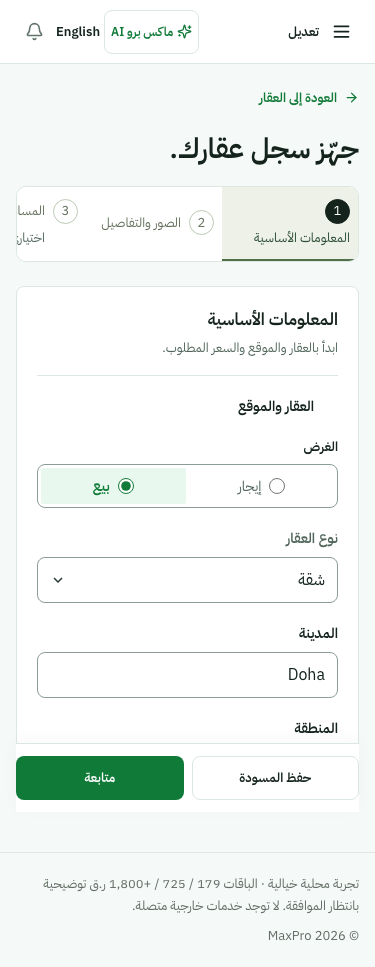 تعديل
ماكس برو AI
English
العودة إلى العقار
جهّز سجل عقارك.
1
المعلومات الأساسية
2
الصور والتفاصيل
3
اختيار
المعلومات الأساسية
ابدأ بالعقار والموقع والسعر المطلوب.
العقار والموقع
الغرض
إيجار
بيع
نوع العقار
شقة
المدينة
Doha
المنطقة
حفظ المسودة
متابعة
تجربة محلية خيالية · الباقات 179 / 725 / +1,800 ر.ق توضيحية
بانتظار الموافقة. لا توجد خدمات خارجية متصلة.
© 2026 MaxPro